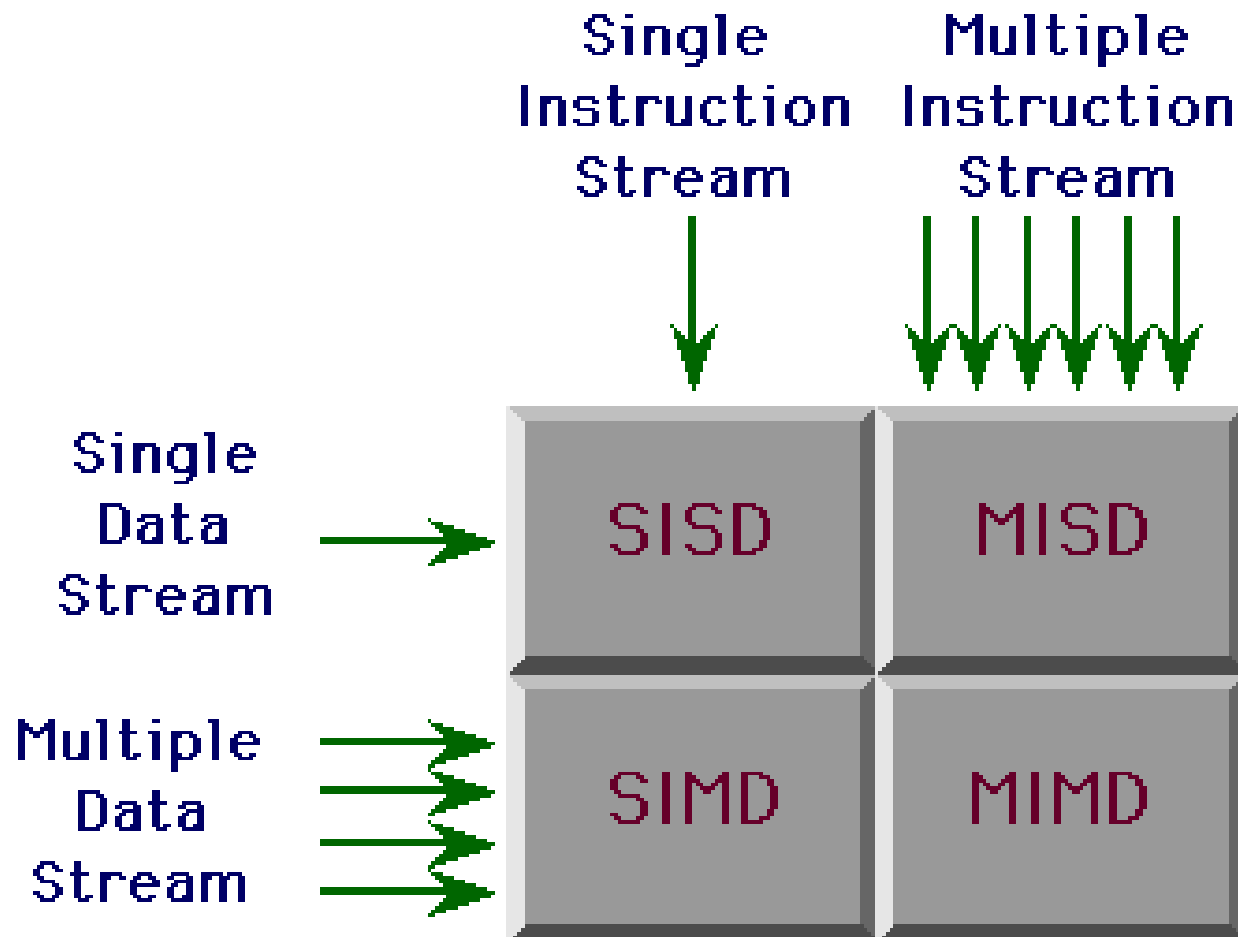 Single
Instruction
Stream
Multiple
Instruction
Stream
Single
Data
Stream
SISD
MISD
Multiple
Data
Stream
SIMD
MIMD